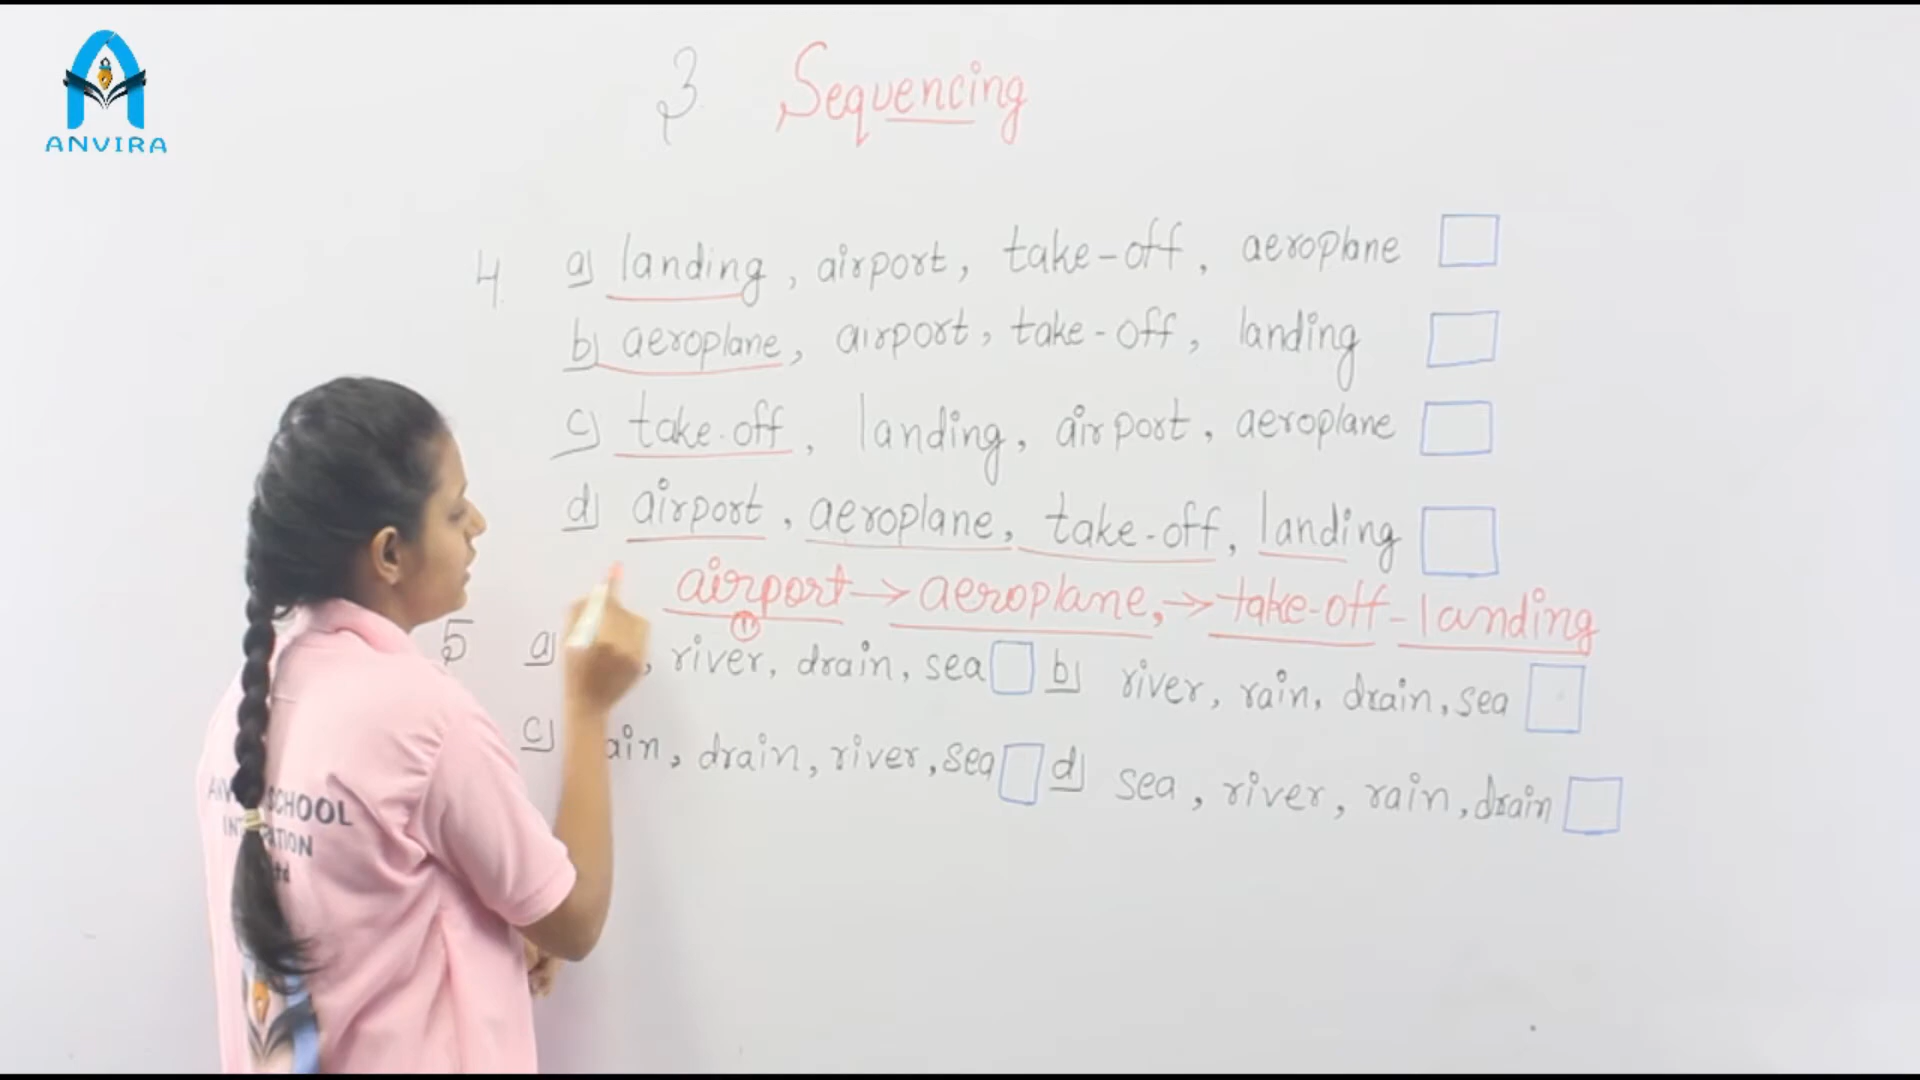 ANVIRA
3. Sequencing
4. a) landing, airport, take-off, aeroplane
b) aeroplane, airport, take-off, landing
c) take-off, landing, airport, aeroplane
d) airport, aeroplane, take-off, landing
airport → aeroplane, → take-off - landing
1
5 a) , river, drain, sea b) river, rain, drain, sea
c) ain, drain, river, sea d) sea, river, rain, drain
SCHOOL